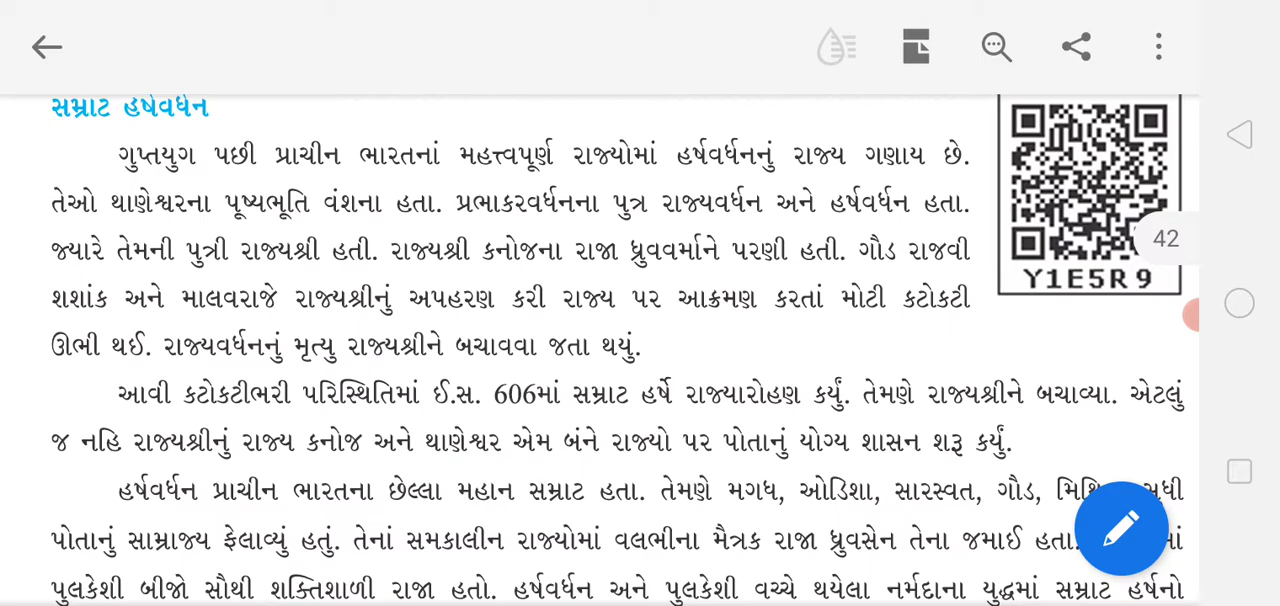 સમ્રાટ હર્ષવર્ધન
ગુપ્તયુગ પછી પ્રાચીન ભારતનાં મહત્ત્વપૂર્ણ રાજ્યોમાં હર્ષવર્ધનનું રાજ્ય ગણાય છે.
તેઓ થાણેશ્વરના પૂષ્યભૂતિ વંશના હતા. પ્રભાકરવર્ધનના પુત્ર રાજ્યવર્ધન અને હર્ષવર્ધન હતા.
જ્યારે તેમની પુત્રી રાજ્યશ્રી હતી. રાજ્યશ્રી કનોજના રાજા ધ્રુવવર્માને પરણી હતી. ગૌડ રાજવી
42
Y1E5R9
શશાંક અને માલવરાજે રાજ્યશ્રીનું અપહરણ કરી રાજ્ય પર આક્રમણ કરતાં મોટી કટોકટી
ઊભી થઈ. રાજ્યવર્ધનનું મૃત્યુ રાજ્યશ્રીને બચાવવા જતા થયું.
આવી કટોકટીભરી પરિસ્થિતિમાં ઈ.સ. 606માં સમ્રાટ હર્ષે રાજ્યારોહણ કર્યું. તેમણે રાજ્યશ્રીને બચાવ્યા. એટલું
જ નહિ રાજ્યશ્રીનું રાજ્ય કનોજ અને થાણેશ્વર એમ બંને રાજ્યો પર પોતાનું યોગ્ય શાસન શરૂ કર્યું.
હર્ષવર્ધન પ્રાચીન ભારતના છેલ્લા મહાન સમ્રાટ હતા. તેમણે મગધ, ઓડિશા, સારસ્વત, ગૌડ,
પોતાનું સામ્રાજ્ય ફેલાવ્યું હતું. તેનાં સમકાલીન રાજ્યોમાં વલભીના મૈત્રક રાજા ધ્રુવસેન તેના જમાઈ હતા.
પુલકેશી બીજો સૌથી શક્તિશાળી રાજા હતો. હર્ષવર્ધન અને પુલકેશી વચ્ચે થયેલા નર્મદાના યુદ્ધમાં સમ્રાટ હર્ષનો